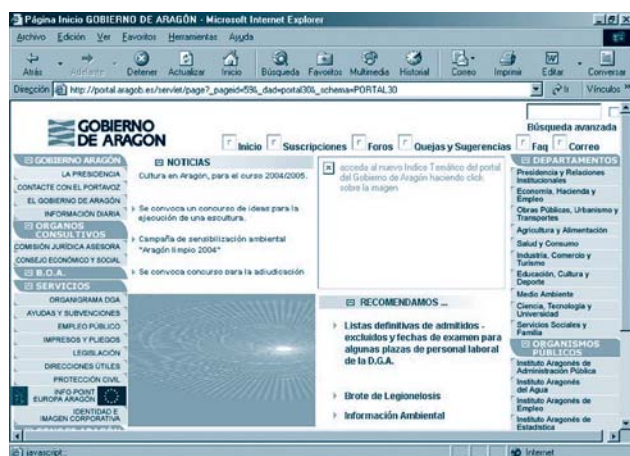 Página Inicio GOBIERNO DE ARAGÓN - Microsoft Internet Explorer
Archivo Edición Ver Favoritos Herramientas Ayuda
Atrás Adelante Detener Actualizar Inicio Búsqueda Favoritos Multimedia Historial Correo Imprimir Editar Conversar
Dirección http://portal.aragob.es/servlet/page?_pageid=59&_dad=portal30&_schema=PORTAL30 Ir Vínculos
Búsqueda avanzada
GOBIERNO
DE ARAGON
Inicio Suscripciones Foros Quejas y Sugerencias Faq Correo
GOBIERNO ARAGÓN
LA PRESIDENCIA
CONTACTE CON EL PORTAVOZ
EL GOBIERNO DE ARAGÓN
INFORMACIÓN DIARIA
ORGANOS
CONSULTIVOS
COMISIÓN JURÍDICA ASESORA
CONSEJO ECONÓMICO Y SOCIAL
B.O.A.
SERVICIOS
ORGANIGRAMA DGA
AYUDAS Y SUBVENCIONES
EMPLEO PÚBLICO
IMPRESOS Y PLIEGOS
LEGISLACIÓN
DIRECCIONES ÚTILES
PROTECCIÓN CIVIL
INFO-POINT
EUROPA ARAGÓN
IDENTIDAD E
IMAGEN CORPORATIVA
NOTICIAS
Cultura en Aragón, para el curso 2004/2005.
Se convoca un concurso de ideas para la
ejecución de una escultura.
Campaña de sensibilización ambiental
"Aragón limpio 2004"
Se convoca concurso para la adjudicación
acceda al nuevo Indice Temático del portal
del Gobierno de Aragón haciendo click
sobre la imagen
RECOMENDAMOS ...
Listas definitivas de admitidos -
excluidos y fechas de examen para
algunas plazas de personal laboral
de la D.G.A.
Brote de Legionelosis
Información Ambiental
DEPARTAMENTOS
Presidencia y Relaciones
Institucionales
Economía, Hacienda y
Empleo
Obras Públicas, Urbanismo y
Transportes
Agricultura y Alimentación
Salud y Consumo
Industria, Comercio y
Turismo
Educación, Cultura y
Deporte
Medio Ambiente
Ciencia, Tecnología y
Universidad
Servicios Sociales y
Familia
ORGANISMOS
PÚBLICOS
Instituto Aragonés de
Administración Pública
Instituto Aragonés
del Agua
Instituto Aragonés de
Empleo
Instituto Aragonés de
Estadística
javascript:
Internet